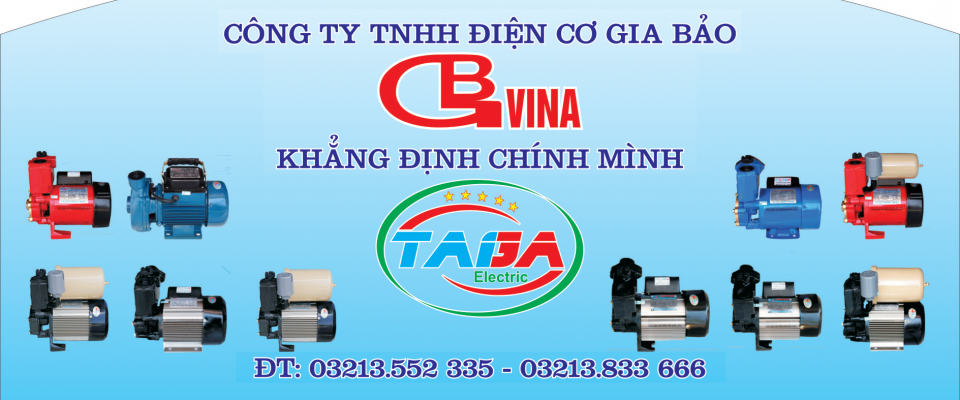 CÔNG TY TNHH ĐIỆN CƠ GIA BẢO
GB VINA
KHẲNG ĐỊNH CHÍNH MÌNH
TAGA
Electric
ĐT: 03213.552 335 - 03213.833 666